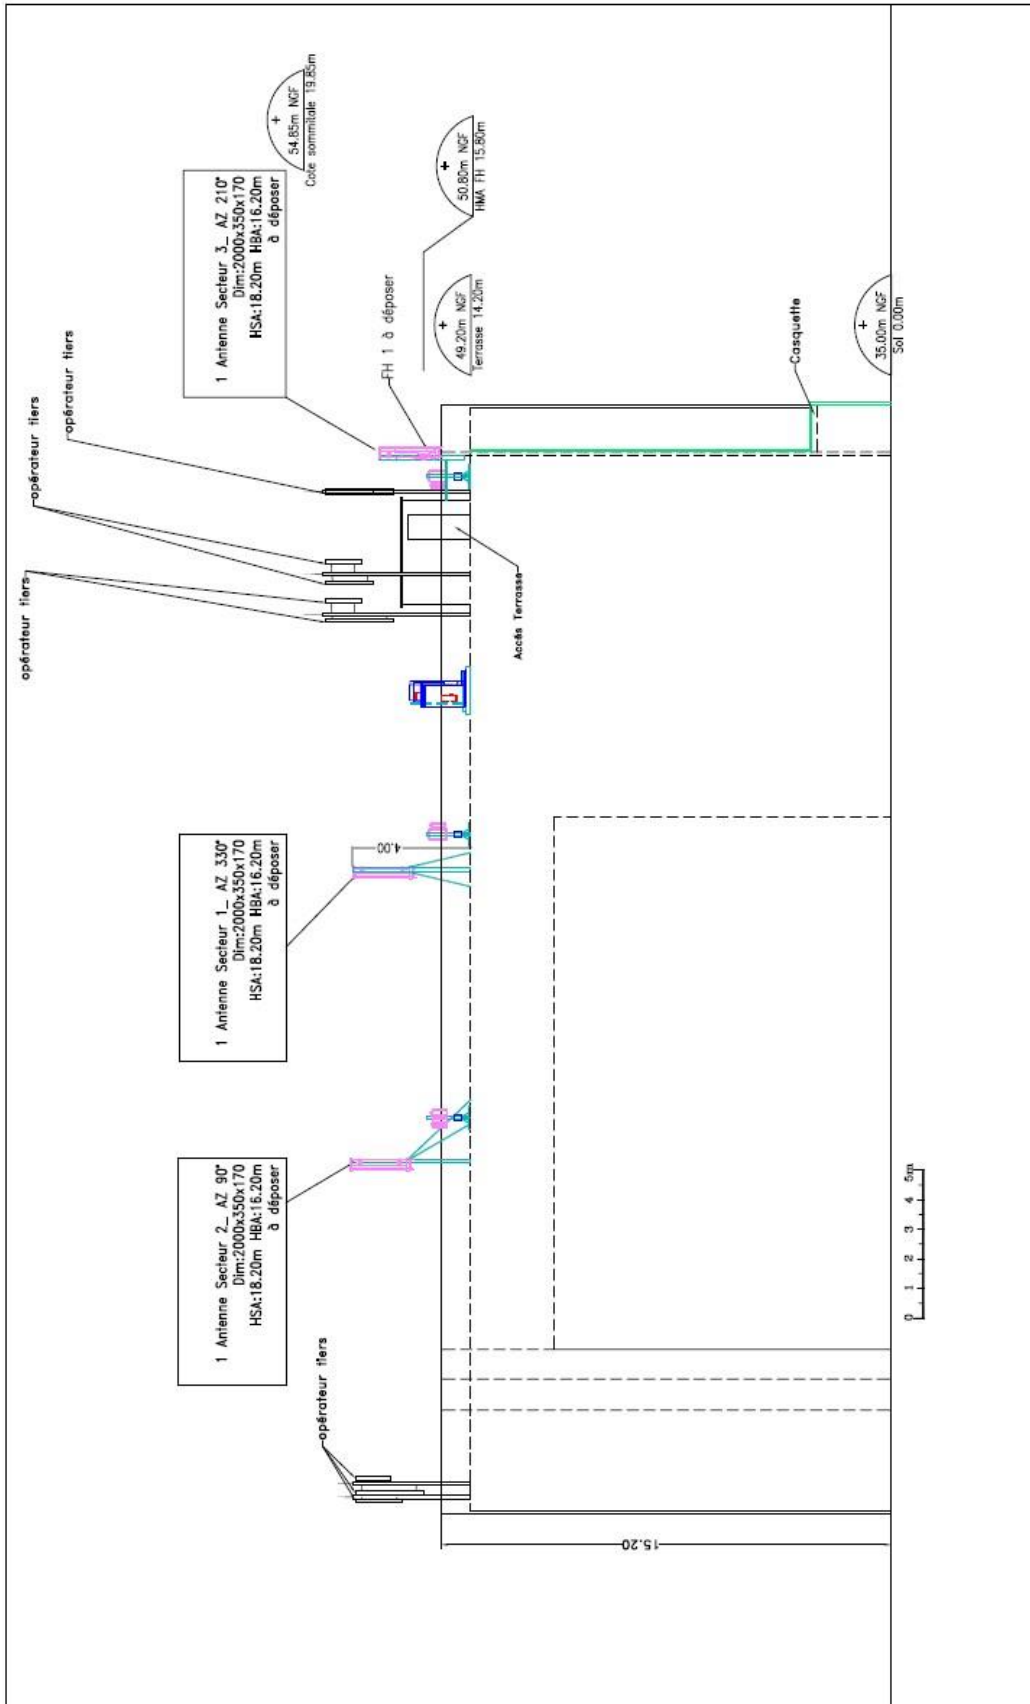 opérateur tiers
1 Antenne Secteur 2_ AZ 90°
Dim:2000x350x170
HSA:18.20m HBA:16.20m
à déposer
1 Antenne Secteur 1_ AZ 330°
Dim:2000x350x170
HSA:18.20m HBA:16.20m
à déposer
4.00
opérateur tiers
opérateur tiers
opérateur tiers
1 Antenne Secteur 3_ AZ 210°
Dim:2000x350x170
HSA:18.20m HBA:16.20m
à déposer
54.85m NGF
Cote sommitale 19.85m
FH 1 à déposer
50.80m NGF
HMA FH 15.80m
49.20m NGF
Terrasse 14.20m
Accès Terrasse
Casquette
35.00m NGF
Sol 0.00m
15.20
0 1 2 3 4 5m